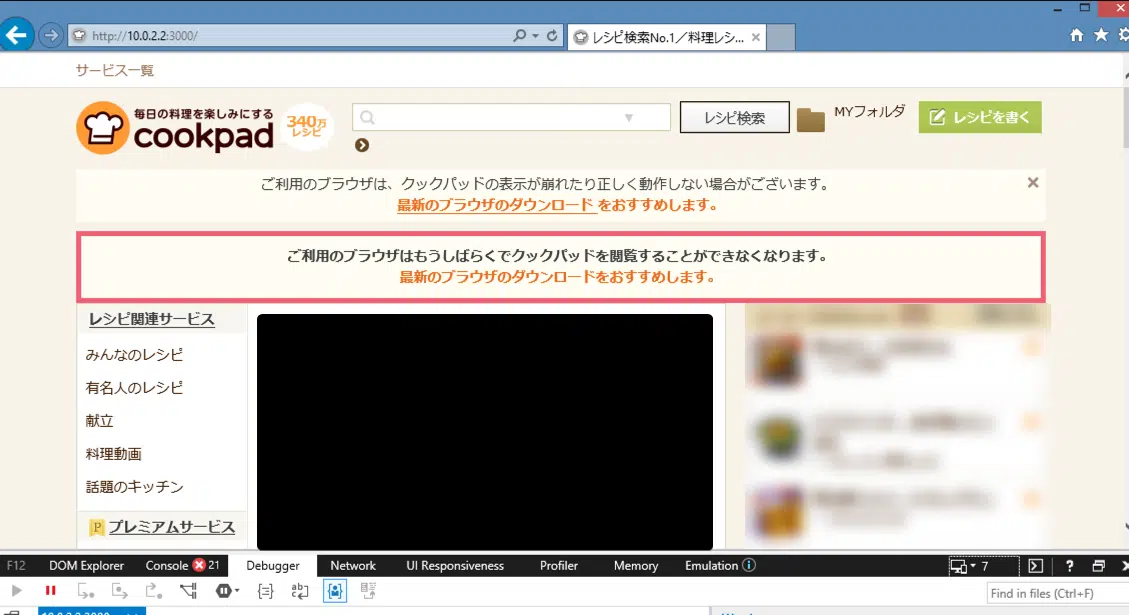 http://10.0.2.2:3000/
レシピ検索No.1／料理レシ...
サービス一覧
毎日の料理を楽しみにする
cookpad
340万
レシピ
レシピ検索
MYフォルダ
レシピを書く
ご利用のブラウザは、クックパッドの表示が崩れたり正しく動作しない場合がございます。
最新のブラウザのダウンロード をおすすめします。
ご利用のブラウザはもうしばらくでクックパッドを閲覧することができなくなります。
最新のブラウザのダウンロードをおすすめします。
レシピ関連サービス
みんなのレシピ
有名人のレシピ
献立
料理動画
話題のキッチン
P プレミアムサービス
F12 DOM Explorer Console 21 Debugger Network UI Responsiveness Profiler Memory Emulation 7 ?
Find in files (Ctrl+F)